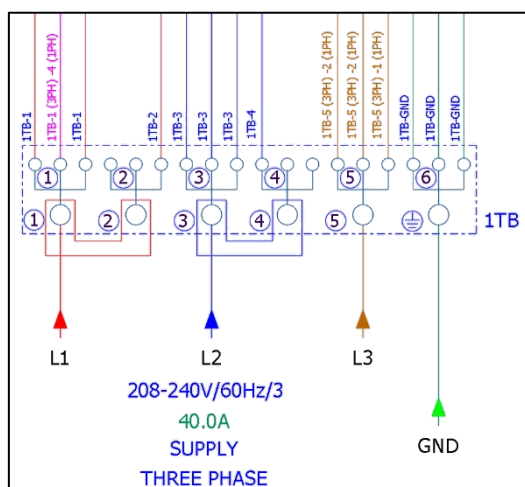 1TB-1
1TB-1 (3PH) -4 (1PH)
1TB-1
1TB-2
1TB-3
1TB-3
1TB-3
1TB-4
1TB-5 (3PH) -2 (1PH)
1TB-5 (3PH) -2 (1PH)
1TB-5 (3PH) -1 (1PH)
1TB-GND
1TB-GND
1TB-GND
1 2 3 4 5 6
1 2 3 4 5 1TB
L1 L2 L3
208-240V/60Hz/3
40.0A
SUPPLY GND
THREE PHASE